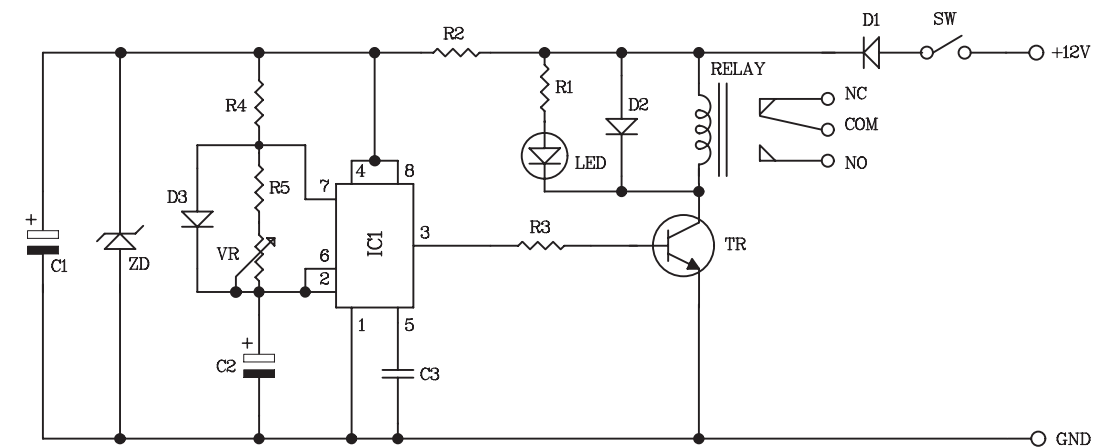 D1
SW
R2
+12V
RELAY
R1
D2
NC
R4
COM
LED
NO
4
8
R5
7
D3
+
IC1
3
R3
VR
TR
C1
ZD
6
2
1
5
+
C2
C3
GND